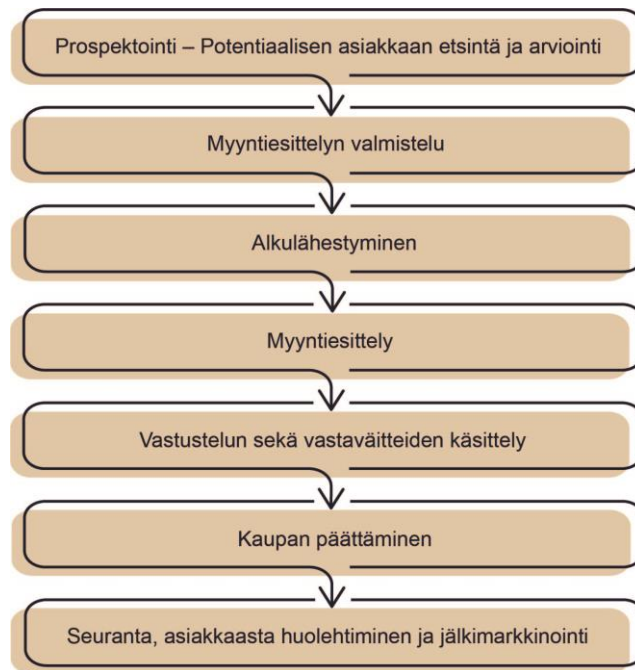 Prospektointi – Potentiaalisen asiakkaan etsintä ja arviointi
Myyntiesittelyn valmistelu
Alkulähestyminen
Myyntiesittely
Vastustelun sekä vastaväitteiden käsittely
Kaupan päättäminen
Seuranta, asiakkaasta huolehtiminen ja jälkimarkkinointi